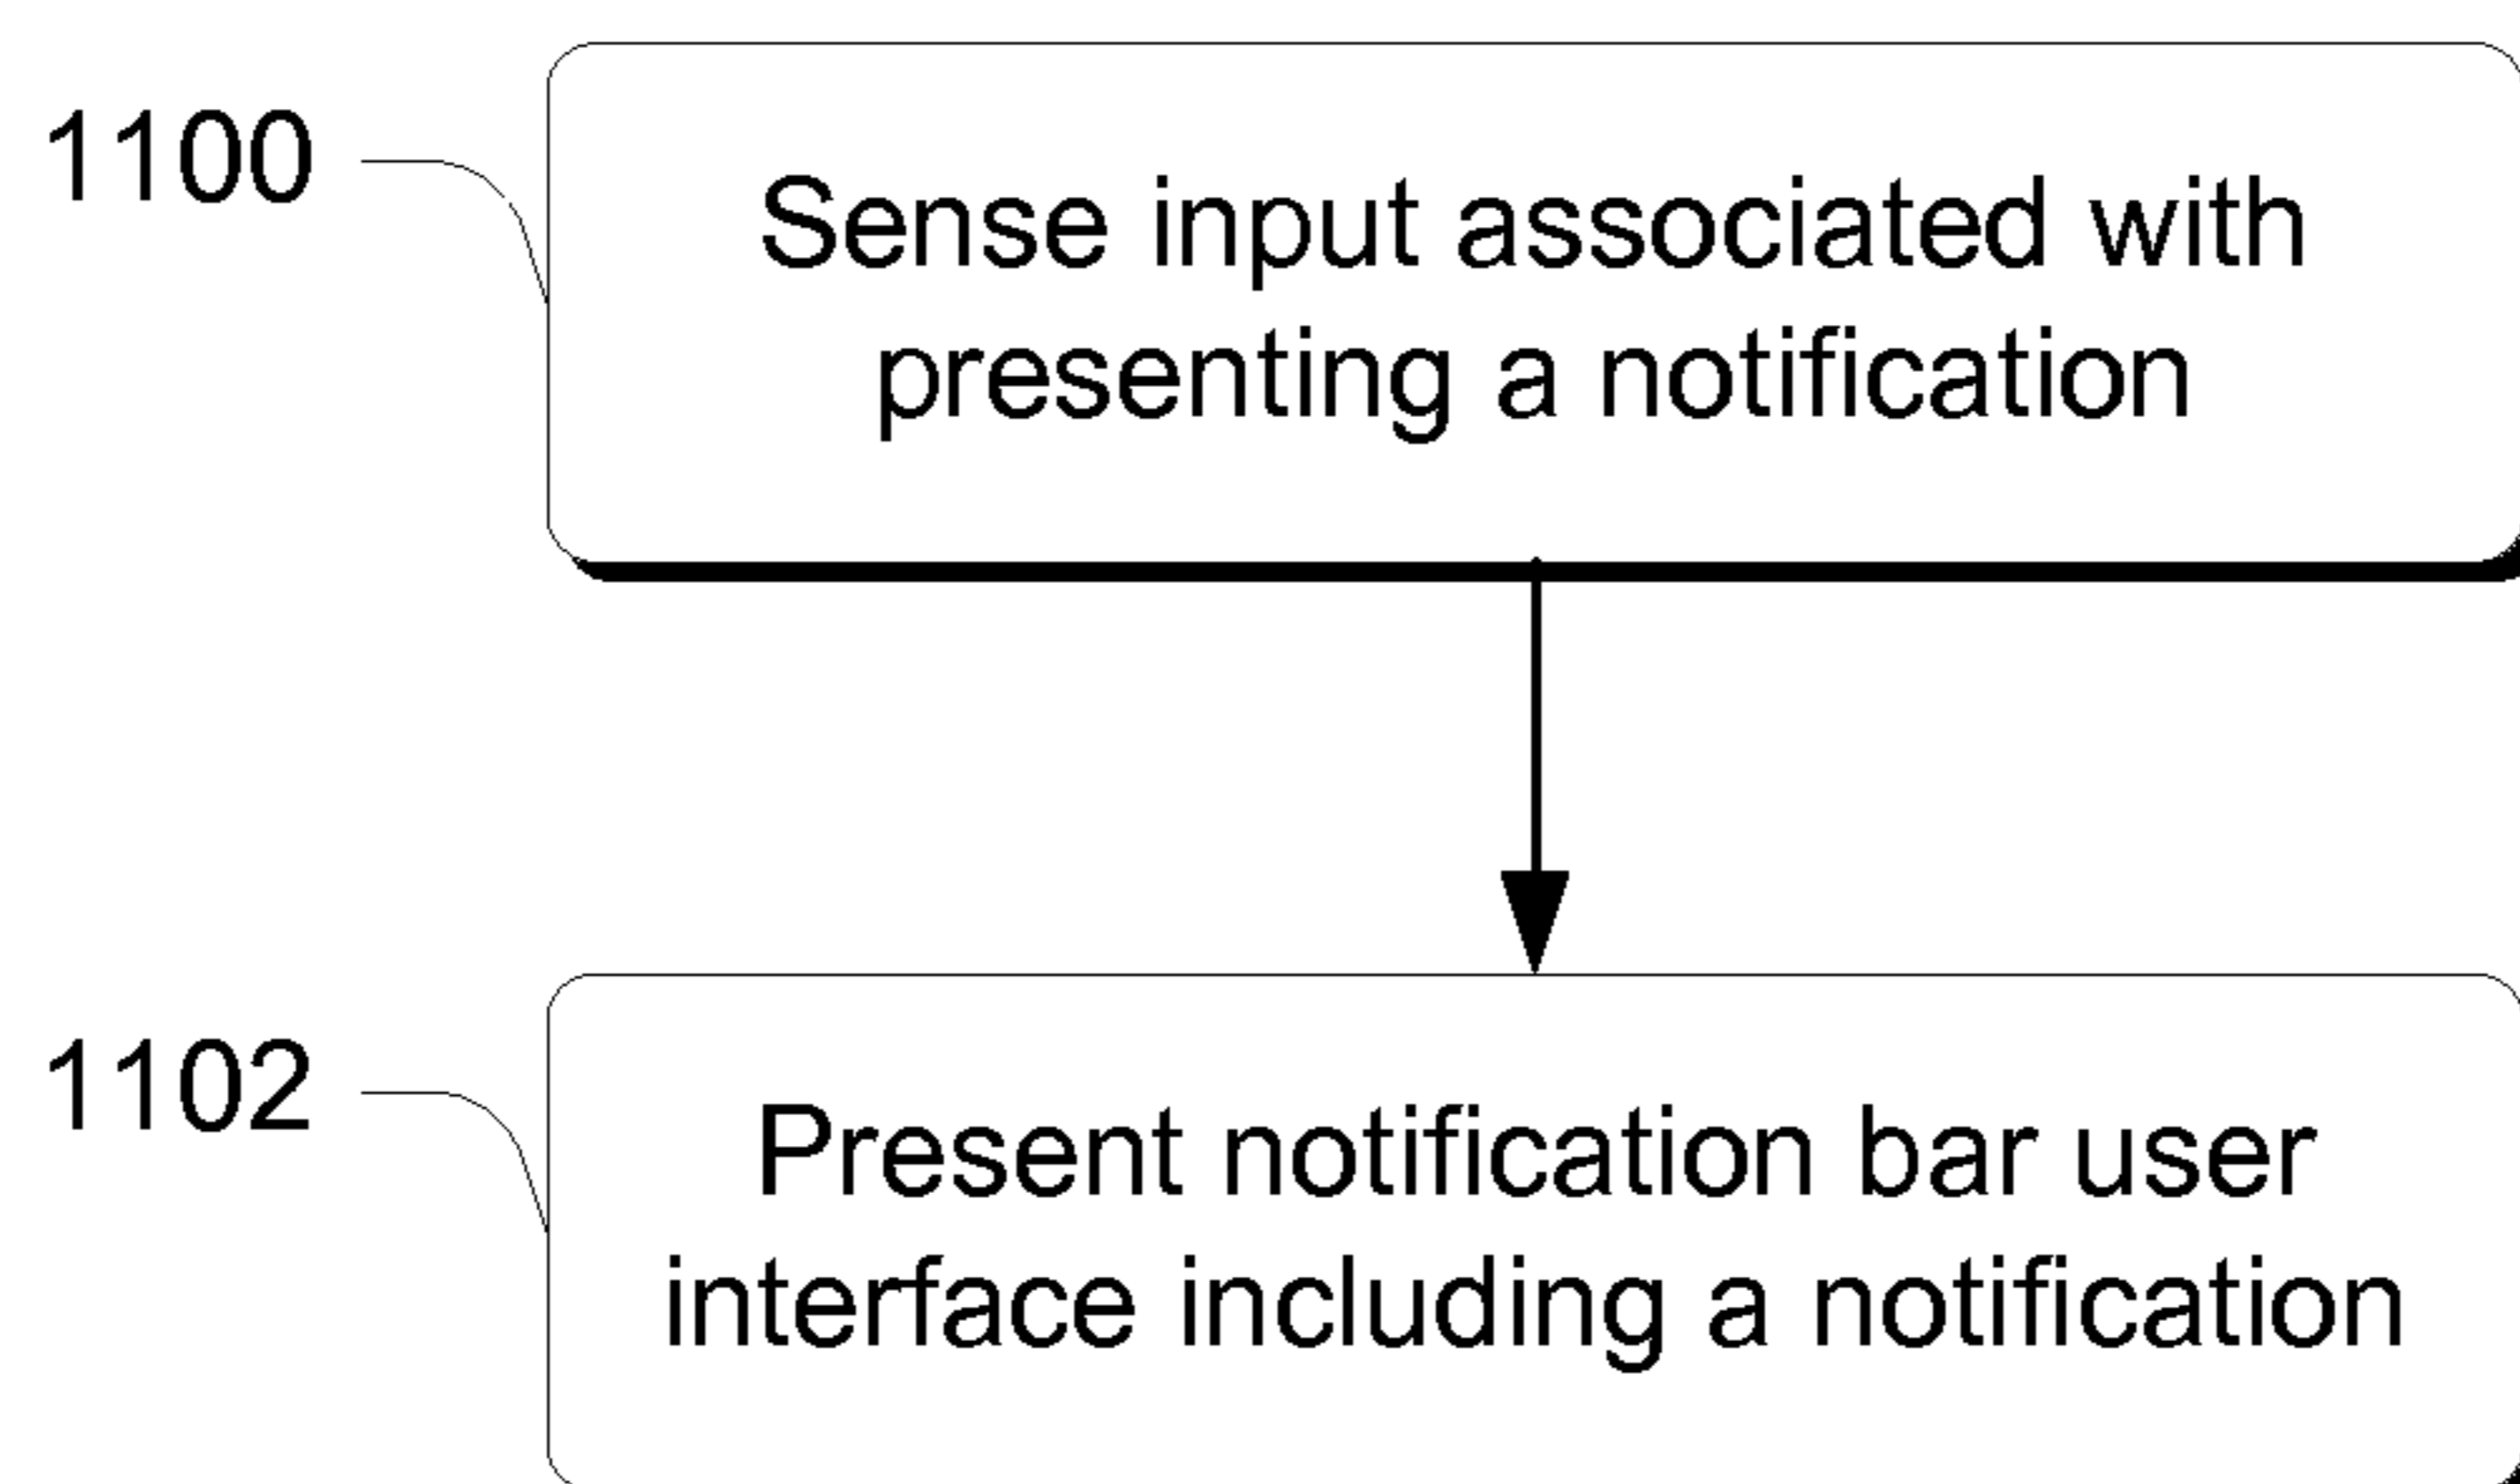 1100
Sense input associated with
presenting a notification
1102
Present notification bar user
interface including a notification